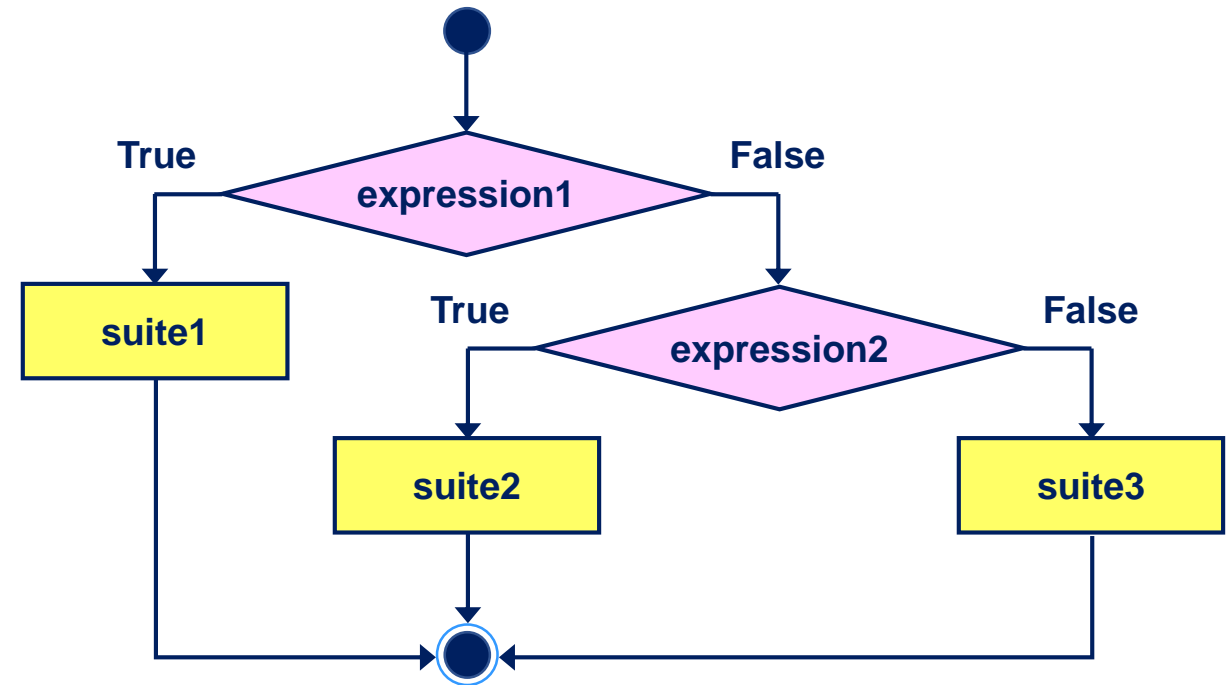 True
False
expression1
suite1
True
False
expression2
suite2
suite3